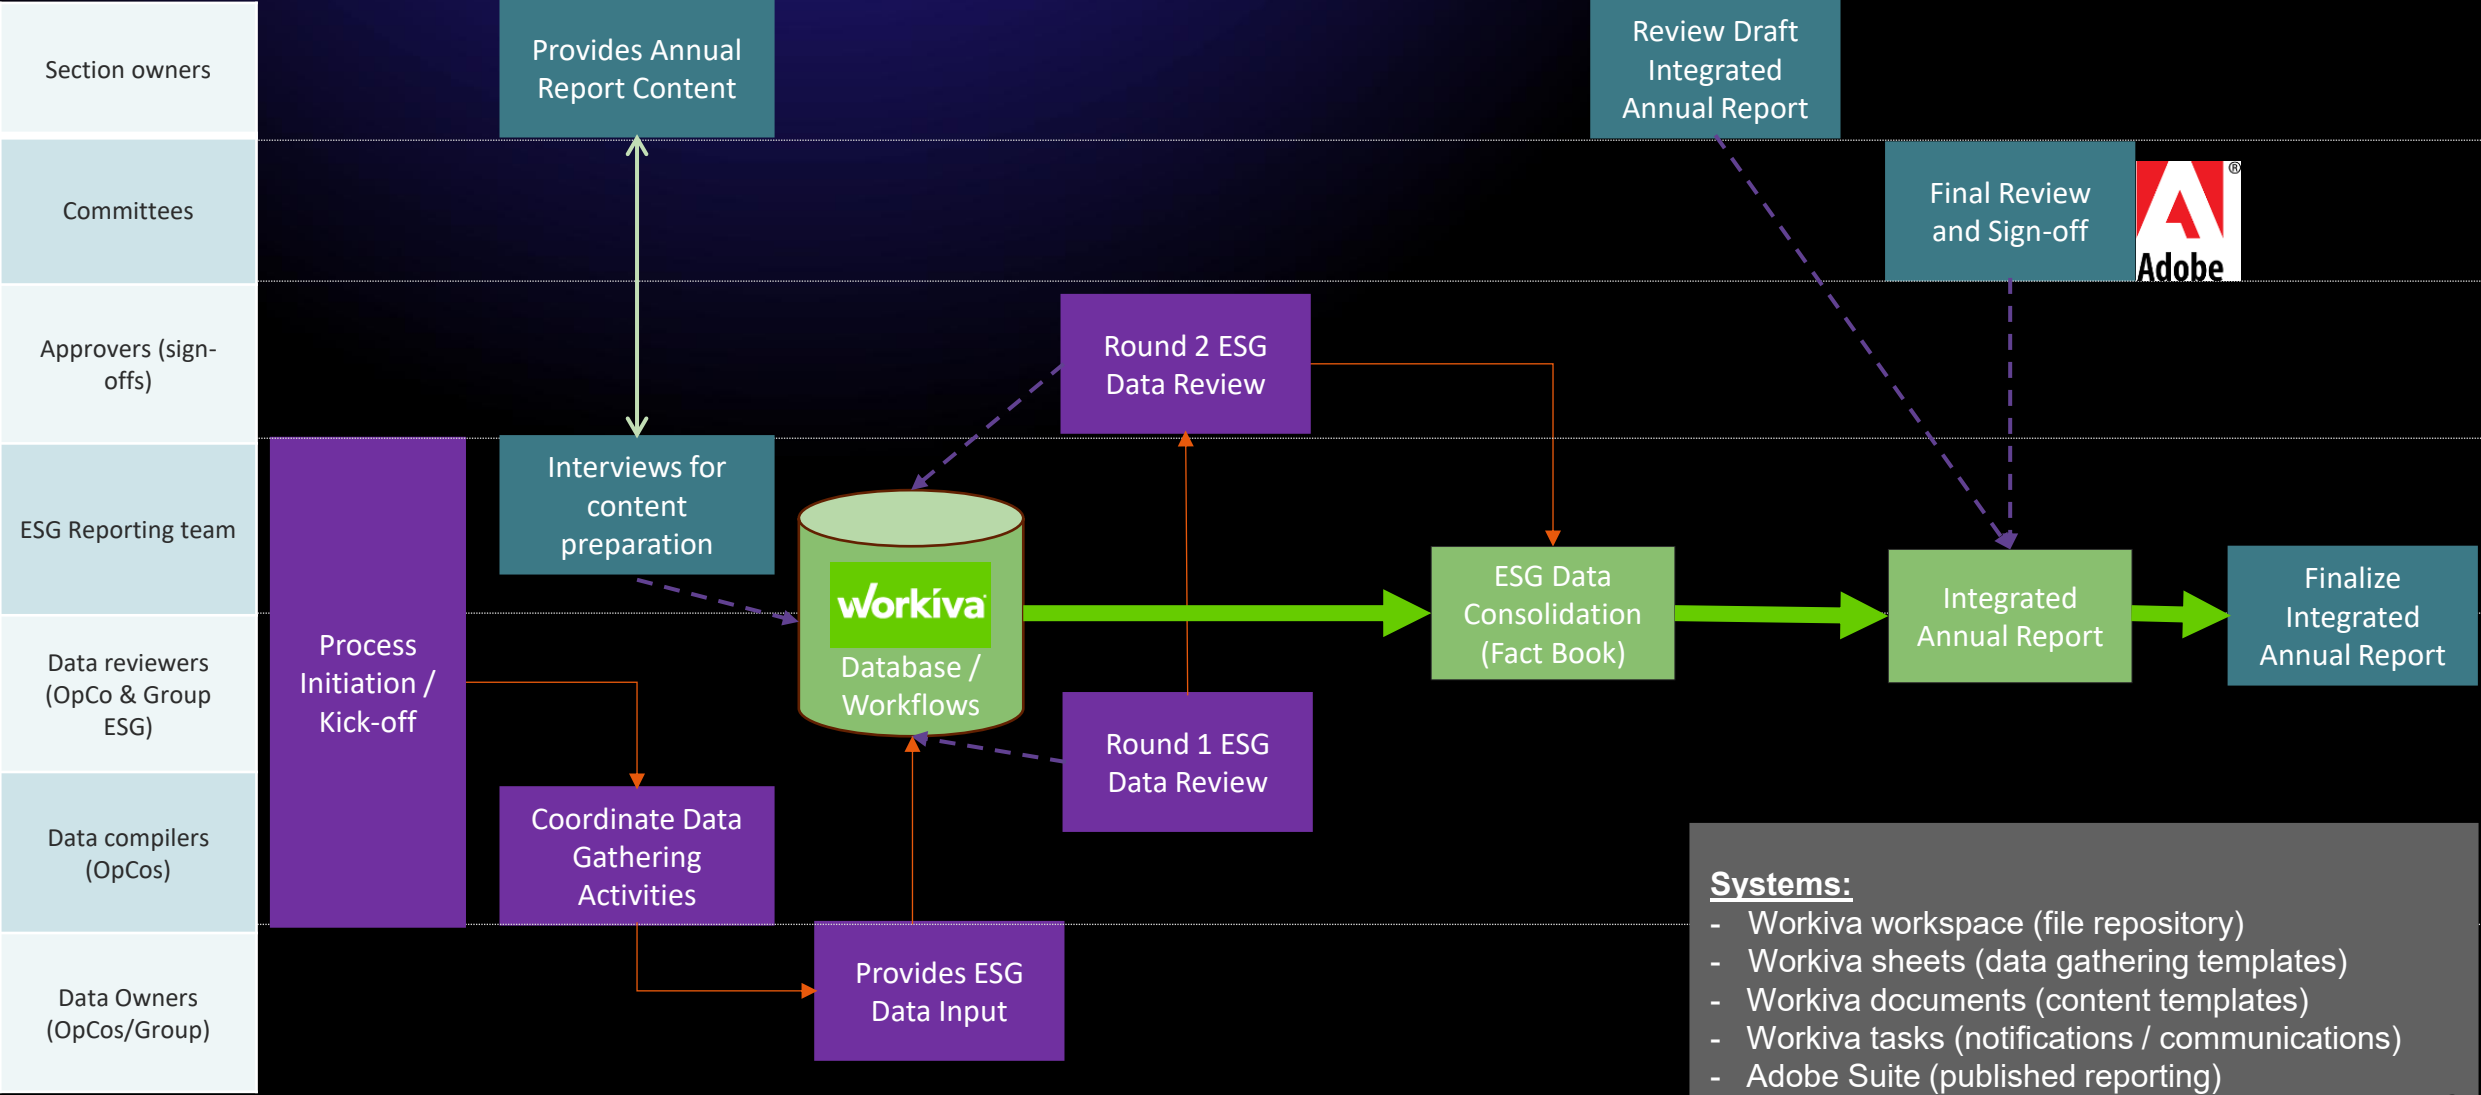 Section owners
Committees
Approvers (sign-
offs)
ESG Reporting team
Data reviewers
(OpCo & Group
ESG)
Data compilers
(OpCos)
Data Owners
(OpCos/Group)
Provides Annual
Report Content
Review Draft
Integrated
Annual Report
Final Review
and Sign-off
®
Adobe
Round 2 ESG
Data Review
Process
Initiation /
Kick-off
Interviews for
content
preparation
workiva
Database /
Workflows
ESG Data
Consolidation
(Fact Book)
Integrated
Annual Report
Finalize
Integrated
Annual Report
Round 1 ESG
Data Review
Coordinate Data
Gathering
Activities
Provides ESG
Data Input
Systems:
- Workiva workspace (file repository)
- Workiva sheets (data gathering templates)
- Workiva documents (content templates)
- Workiva tasks (notifications / communications)
- Adobe Suite (published reporting)